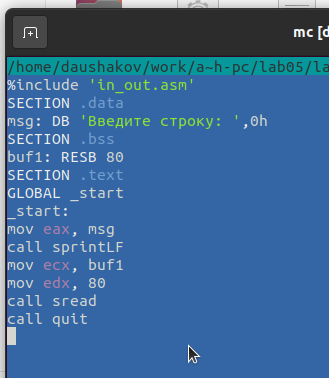 mc [d
/home/daushakov/work/a~h-pc/lab05/la
%include 'in_out.asm'
SECTION .data
msg: DB 'Введите строку: ',0h
SECTION .bss
buf1: RESB 80
SECTION .text
GLOBAL _start
_start:
mov eax, msg
call sprintLF
mov ecx, buf1
mov edx, 80
call sread
call quit